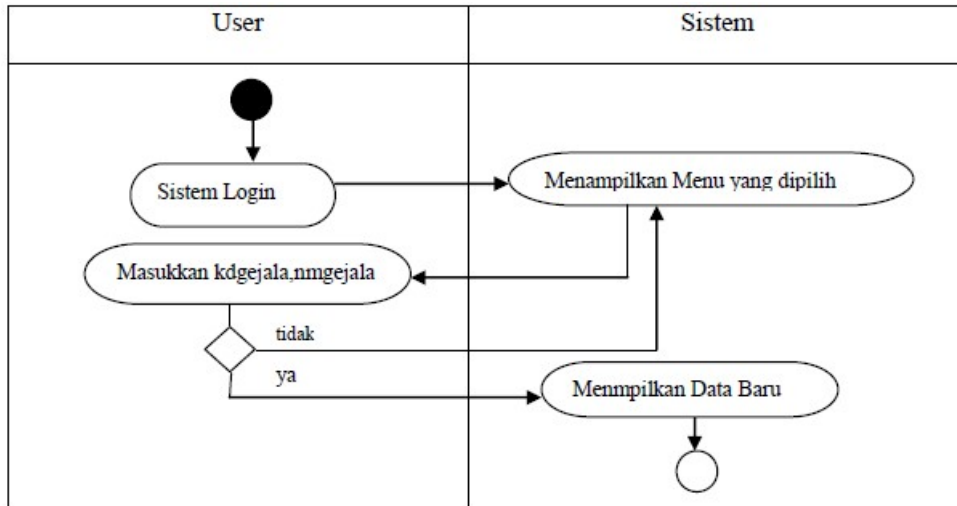 User
Sistem
Sistem Login
Menampilkan Menu yang dipilih
Masukkan kdgejala,nmgejala
tidak
ya
Menmpilkan Data Baru